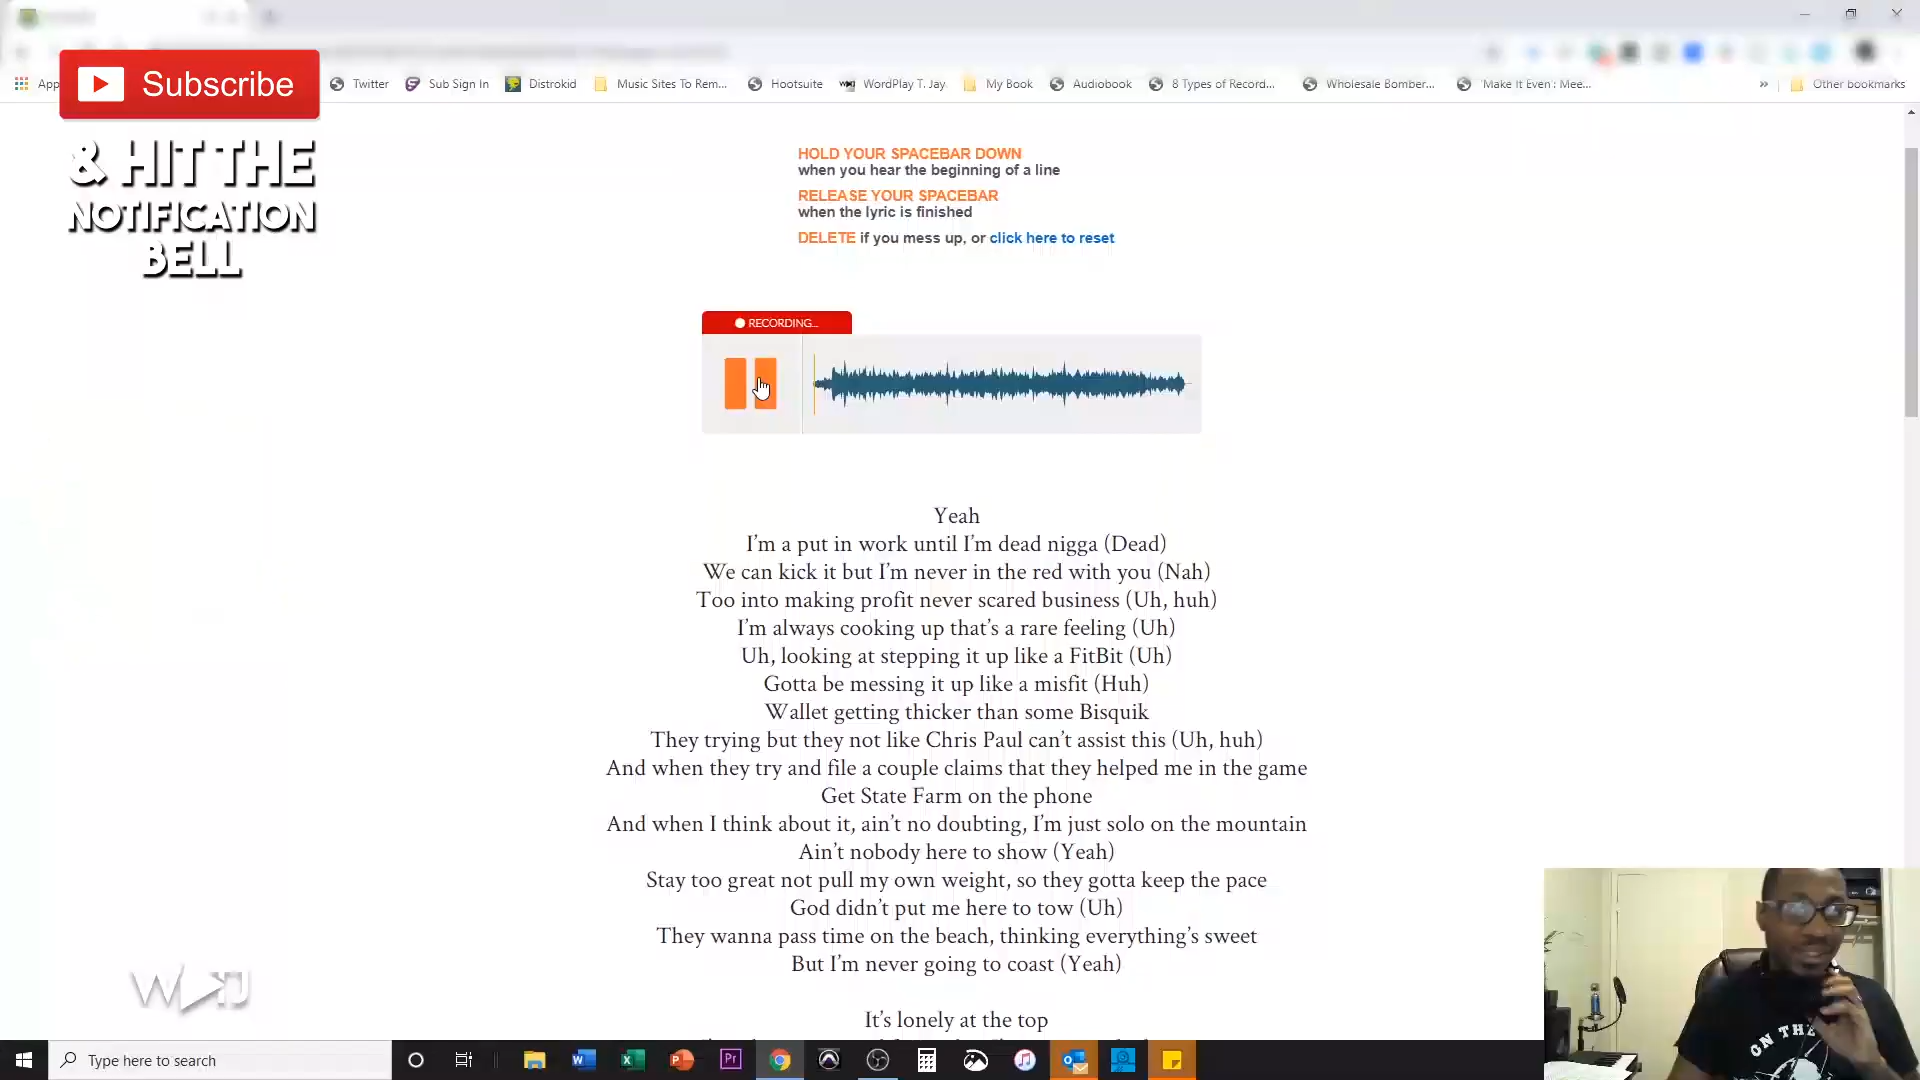 Subscribe
& HIT THE
NOTIFICATION
BELL
App
Twitter
Sub Sign In
Distrokid
Music Sites To Rem...
Hootsuite
WordPlay T. Jay
My Book
Audiobook
8 Types of Record...
Wholesale Bomber...
'Make It Even': Mee...
»
Other bookmarks
HOLD YOUR SPACEBAR DOWN
when you hear the beginning of a line
RELEASE YOUR SPACEBAR
when the lyric is finished
DELETE if you mess up, or click here to reset
RECORDING...
Yeah
I'm a put in work until I'm dead nigga (Dead)
We can kick it but I'm never in the red with you (Nah)
Too into making profit never scared business (Uh, huh)
I'm always cooking up that's a rare feeling (Uh)
Uh, looking at stepping it up like a FitBit (Uh)
Gotta be messing it up like a misfit (Huh)
Wallet getting thicker than some Bisquik
They trying but they not like Chris Paul can't assist this (Uh, huh)
And when they try and file a couple claims that they helped me in the game
Get State Farm on the phone
And when I think about it, ain't no doubting, I'm just solo on the mountain
Ain't nobody here to show (Yeah)
Stay too great not pull my own weight, so they gotta keep the pace
God didn't put me here to tow (Uh)
They wanna pass time on the beach, thinking everything's sweet
But I'm never going to coast (Yeah)
It's lonely at the top
ON THE
Type here to search